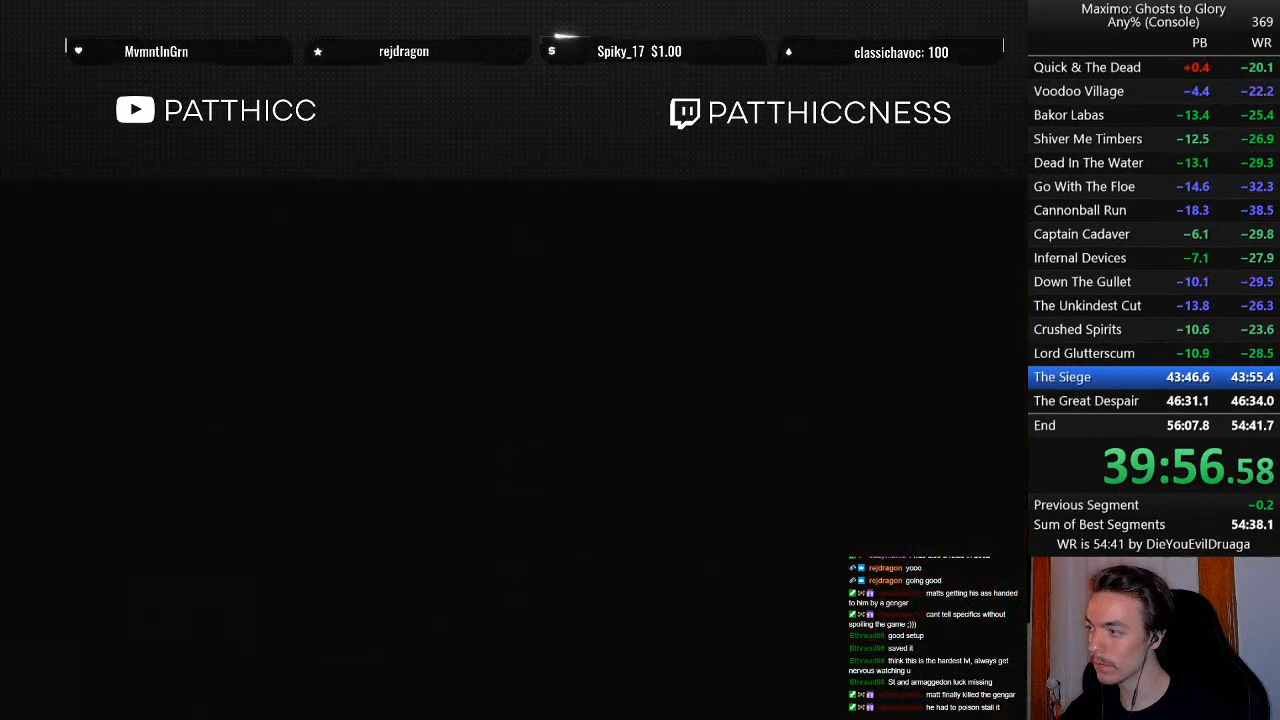 MvmntInGrn
rejdragon
Spiky_17 $1.00
classichavoc: 100
PATTHICC
PATTHICCNESS
Maximo: Ghosts to Glory
Any% (Console) 369
PB WR
Quick & The Dead +0.4 −20.1
Voodoo Village −4.4 −22.2
Bakor Labas −13.4 −25.4
Shiver Me Timbers −12.5 −26.9
Dead In The Water −13.1 −29.3
Go With The Floe −14.6 −32.3
Cannonball Run −18.3 −38.5
Captain Cadaver −6.1 −29.8
Infernal Devices −7.1 −27.9
Down The Gullet −10.1 −29.5
The Unkindest Cut −13.8 −26.3
Crushed Spirits −10.6 −23.6
Lord Glutterscum −10.9 −28.5
The Siege 43:46.6 43:55.4
The Great Despair 46:31.1 46:34.0
End 56:07.8 54:41.7
39:56.58
Previous Segment −0.2
Sum of Best Segments 54:38.1
WR is 54:41 by DieYouEvilDruaga
rejdragon yooo
rejdragon going good
matts getting his ass handed
to him by a gengar
cant tell specifics without
spoiling the game ;)))
Ethraud98 good setup
Ethraud98 saved it
Ethraud98 think this is the hardest lvl, always get
nervous watching u
Ethraud98 St and armaggedon luck missing
matt finally killed the gengar
he had to poison stall it